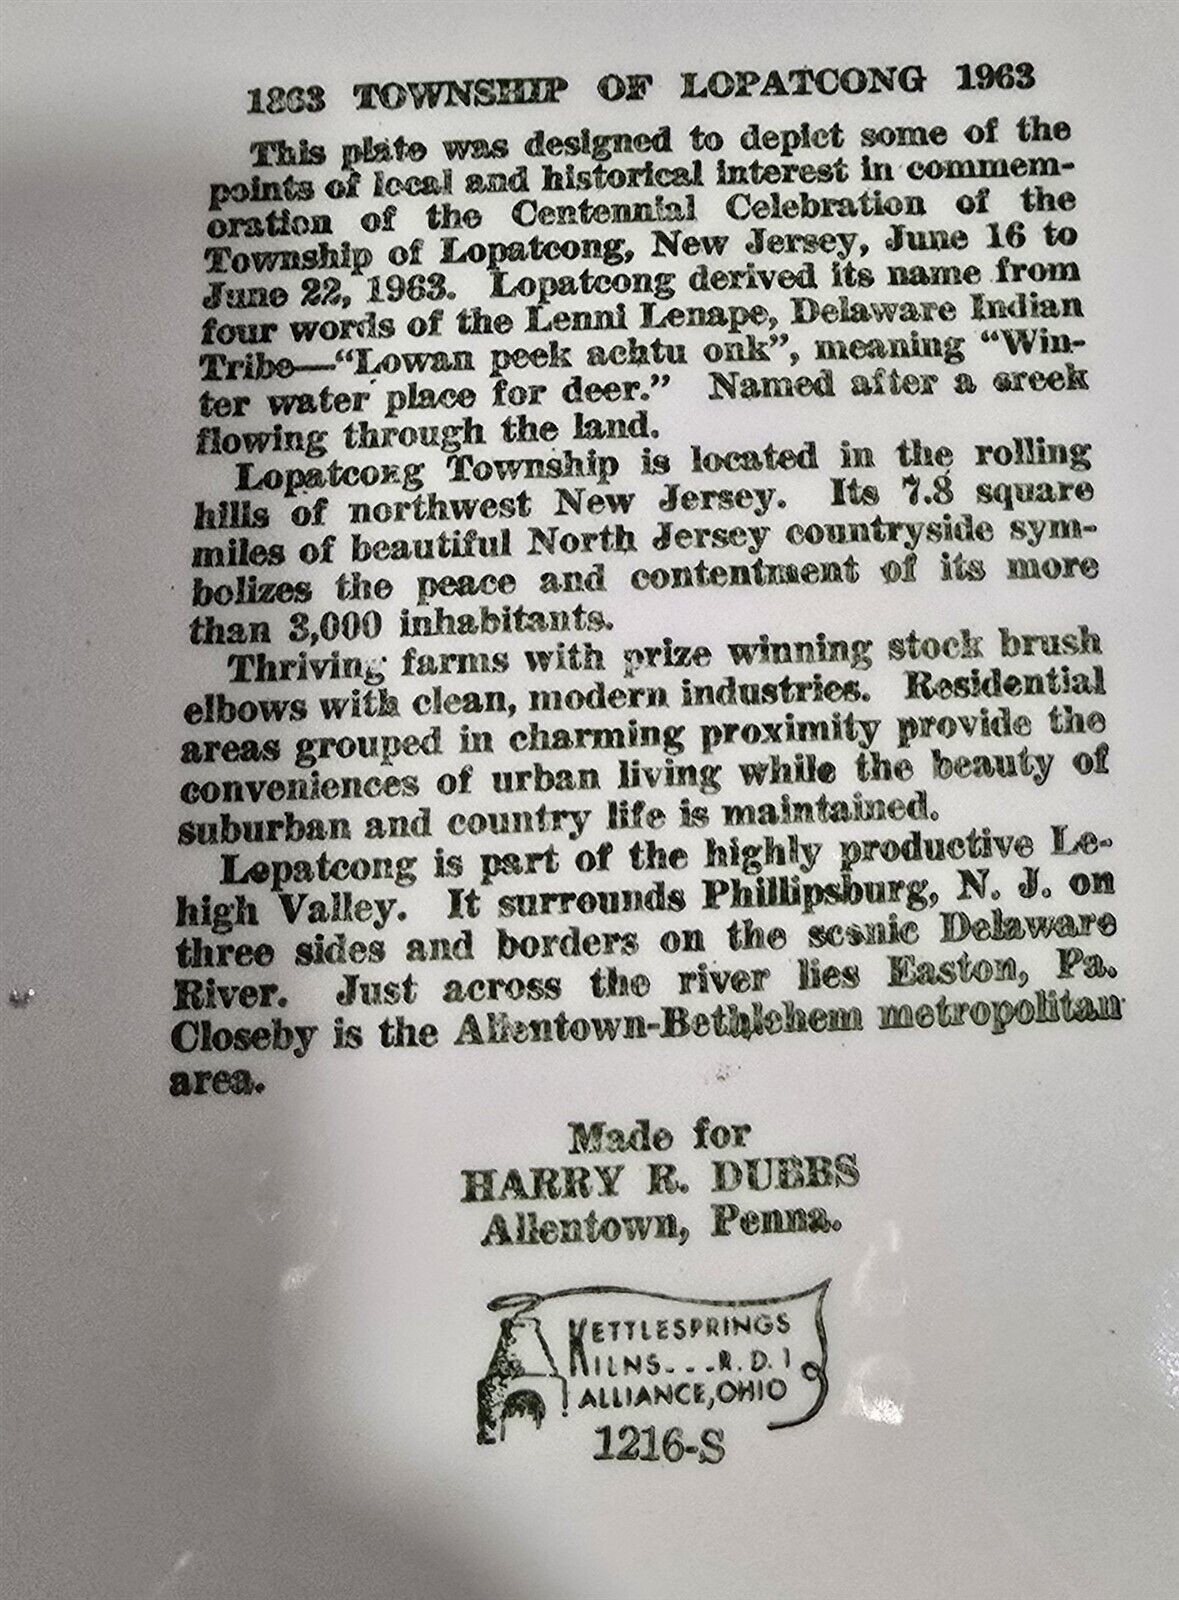 1863 TOWNSHIP OF LOPATCONG 1963
This plate was designed to depict some of the
points of local and historical interest in commem-
oration of the Centennial Celebration of the
Township of Lopatcong, New Jersey, June 16 to
June 22, 1963. Lopatcong derived its name from
four words of the Lenni Lenape, Delaware Indian
Tribe—"Lowan peek achtu onk", meaning "Win-
ter water place for deer." Named after a creek
flowing through the land.
Lopatcong Township is located in the rolling
hills of northwest New Jersey. Its 7.8 square
miles of beautiful North Jersey countryside sym-
bolizes the peace and contentment of its more
than 3,000 inhabitants.
Thriving farms with prize winning stock brush
elbows with clean, modern industries. Residential
areas grouped in charming proximity provide the
conveniences of urban living while the beauty of
suburban and country life is maintained.
Lopatcong is part of the highly productive Le-
high Valley. It surrounds Phillipsburg, N. J. on
three sides and borders on the scenic Delaware
River. Just across the river lies Easton, Pa.
Closeby is the Allentown-Bethlehem metropolitan
area.
Made for
HARRY R. DUBBS
Allentown, Penna.
KETTLESPRINGS
KILNS...R.D.1
ALLIANCE, OHIO
1216-S